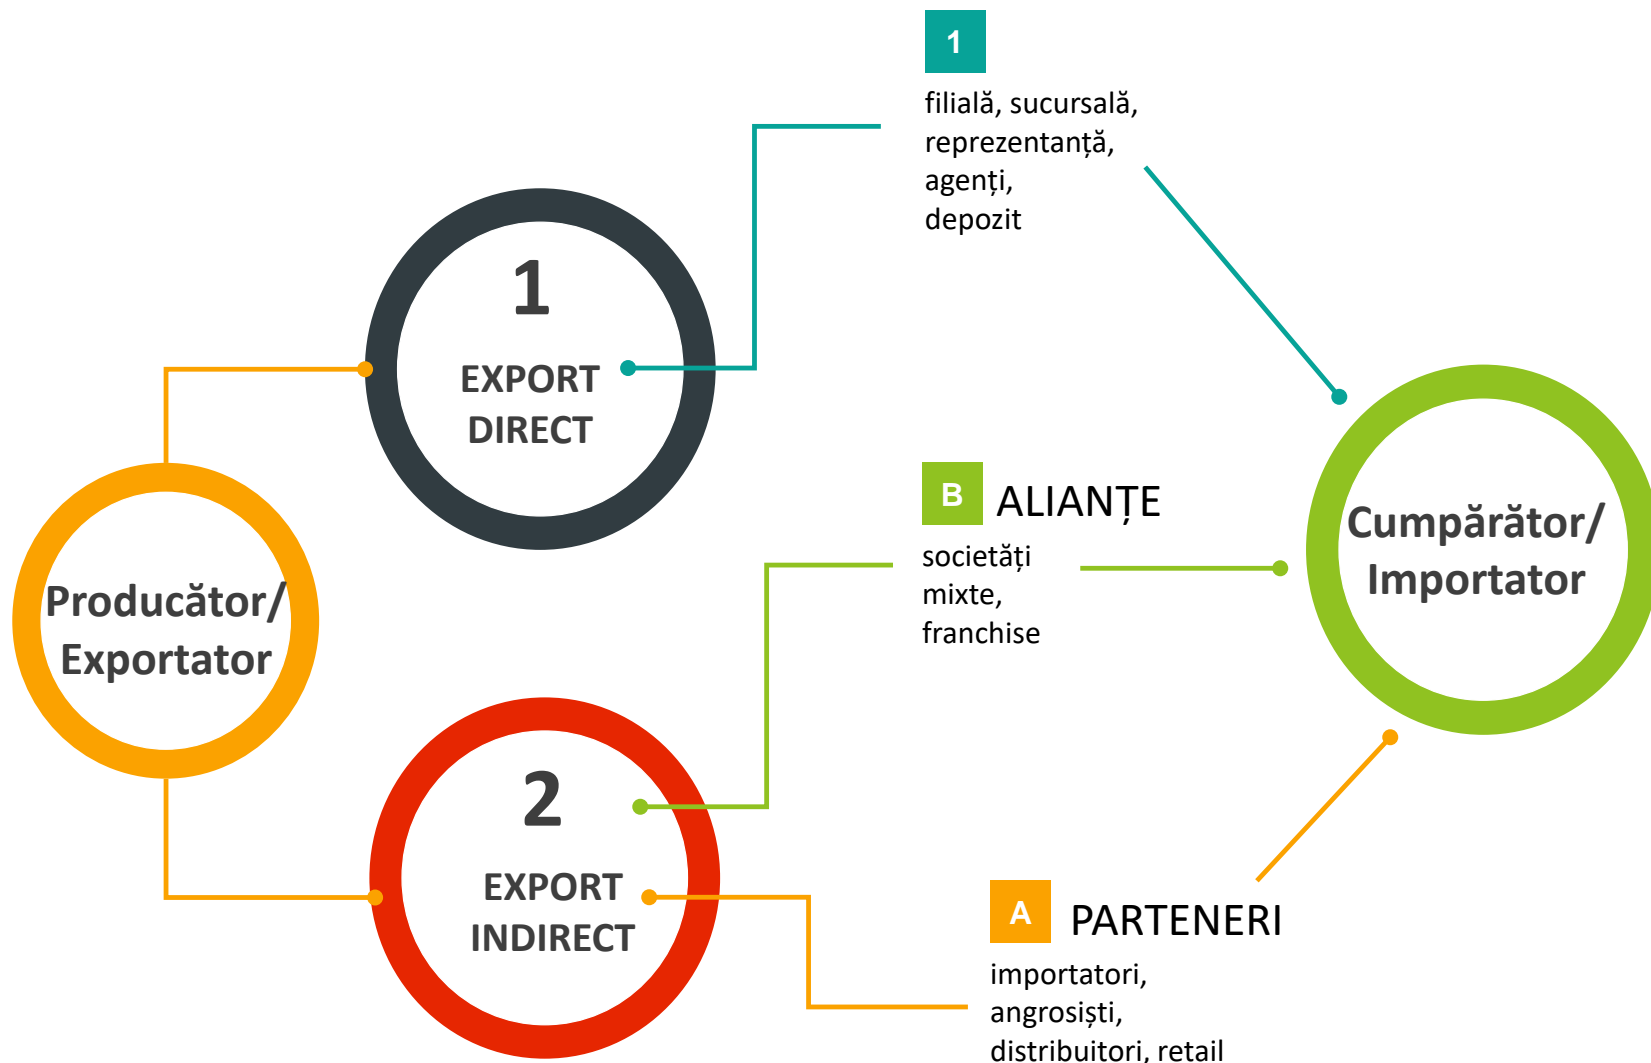 Producător/
Exportator
1
EXPORT
DIRECT
2
EXPORT
INDIRECT
1
filială, sucursală,
reprezentanță,
agenți,
depozit
B ALIANȚE
societăți
mixte,
franchise
A PARTENERI
importatori,
angrosiști,
distribuitori, retail
Cumpărător/
Importator